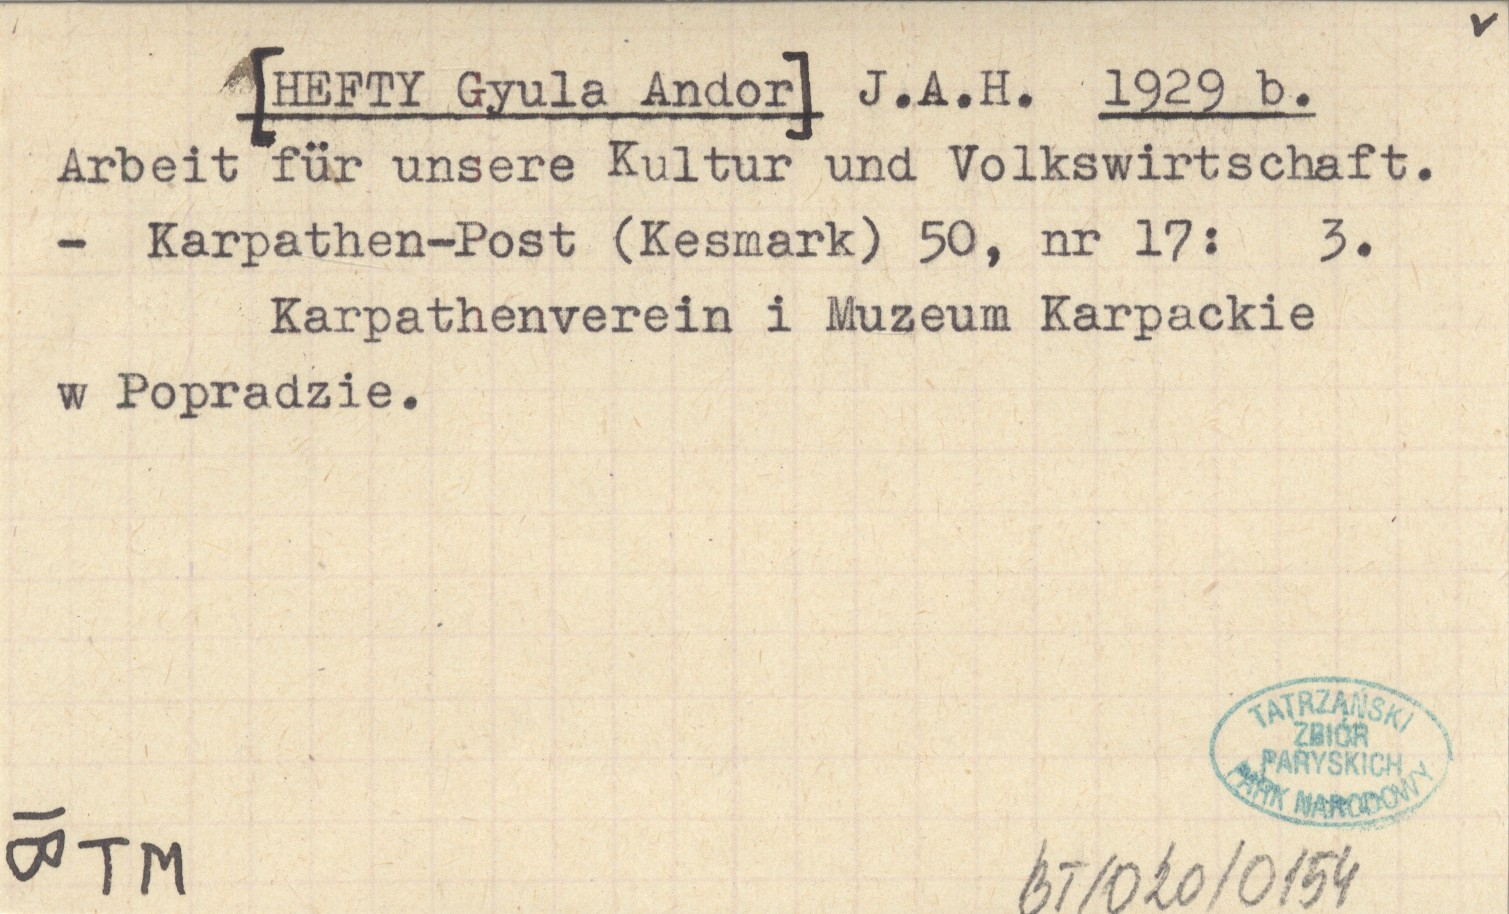 [HEFTY Gyula Andor] J.A.H. 1929 b.
Arbeit für unsere Kultur und Volkswirtschaft.
- Karpathen-Post (Kesmark) 50, nr 17: 3.
Karpathenverein i Muzeum Karpackie
w Popradzie.
TATRZAŃSKI
ZBIÓR
PARYSKICH
PARK NARODOWY
B TM
BT/020/0154